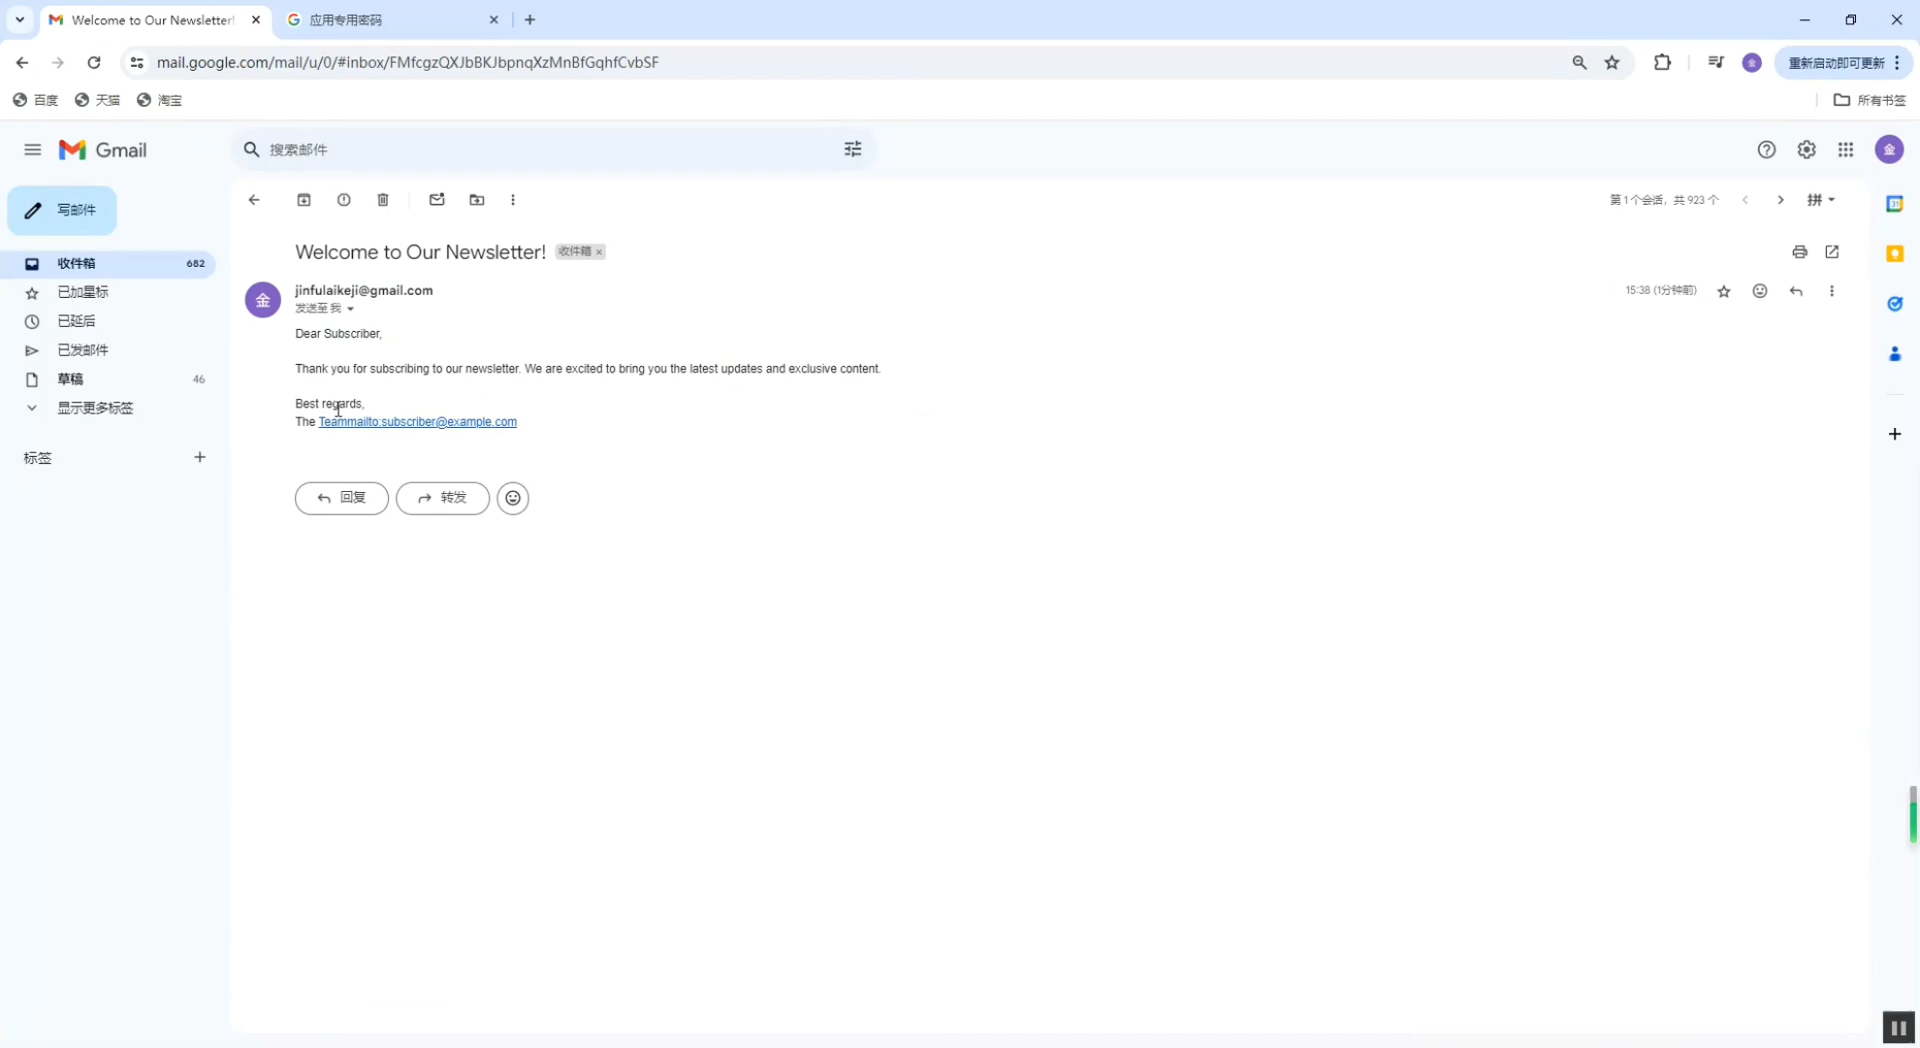 Welcome to Our Newsletter!
应用专用密码
mail.google.com/mail/u/0/#inbox/FMfcgzQXJbBKJbpnqXzMnBfGqhfCvbSF
金
重新启动即可更新
百度
天猫
淘宝
所有书签
Gmail
搜索邮件
金
写邮件
第 1 个会话，共 923 个
拼
收件箱 682
已加星标
已延后
已发邮件
草稿 46
显示更多标签
标签
31
Welcome to Our Newsletter! 收件箱 ×
金
jinfulaikeji@gmail.com
15:38 (1分钟前)
发送至 我
Dear Subscriber,
Thank you for subscribing to our newsletter. We are excited to bring you the latest updates and exclusive content.
Best regards,
The Teammailto:subscriber@example.com
回复
转发